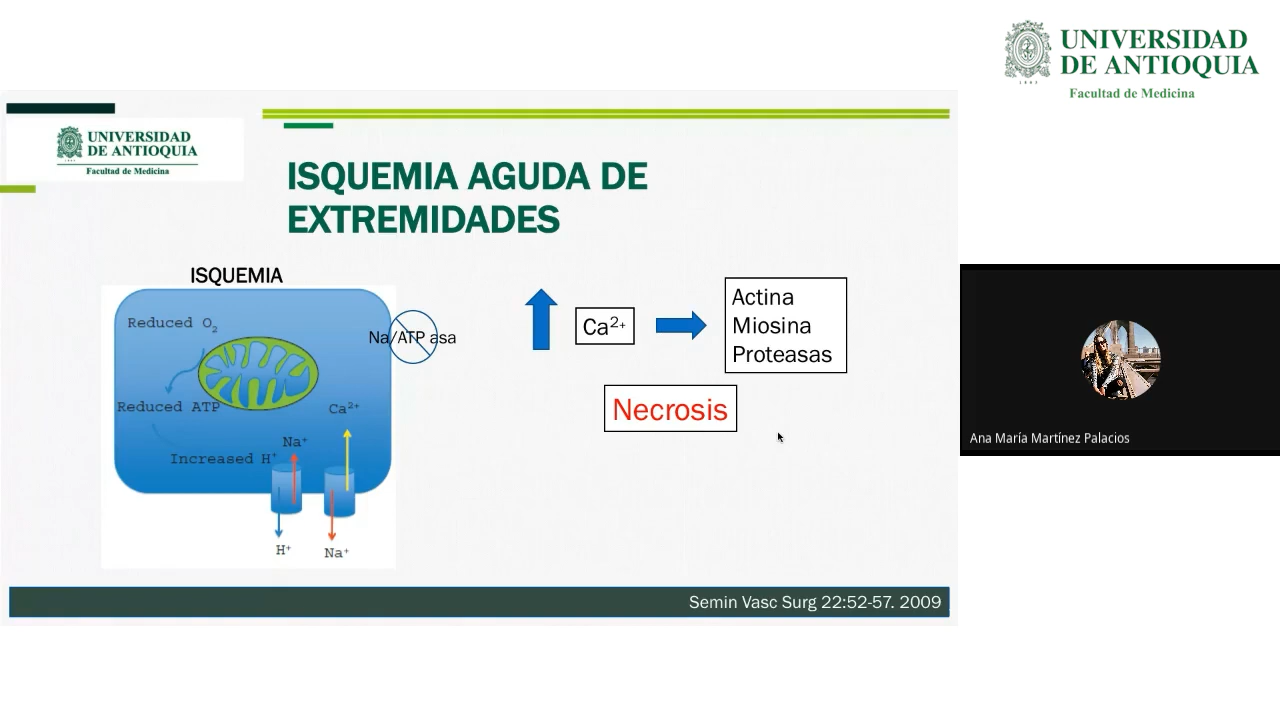 UNIVERSIDAD
DE ANTIOQUIA
1803
Facultad de Medicina
UNIVERSIDAD
DE ANTIOQUIA
Facultad de Medicina
ISQUEMIA AGUDA DE
EXTREMIDADES
ISQUEMIA
Reduced O₂
Reduced ATP
Increased H⁺
Na⁺
Ca²⁺
H⁺
Na⁺
Na/ATP asa
Ca²⁺
Actina
Miosina
Proteasas
Necrosis
Semin Vasc Surg 22:52-57. 2009
Ana María Martínez Palacios